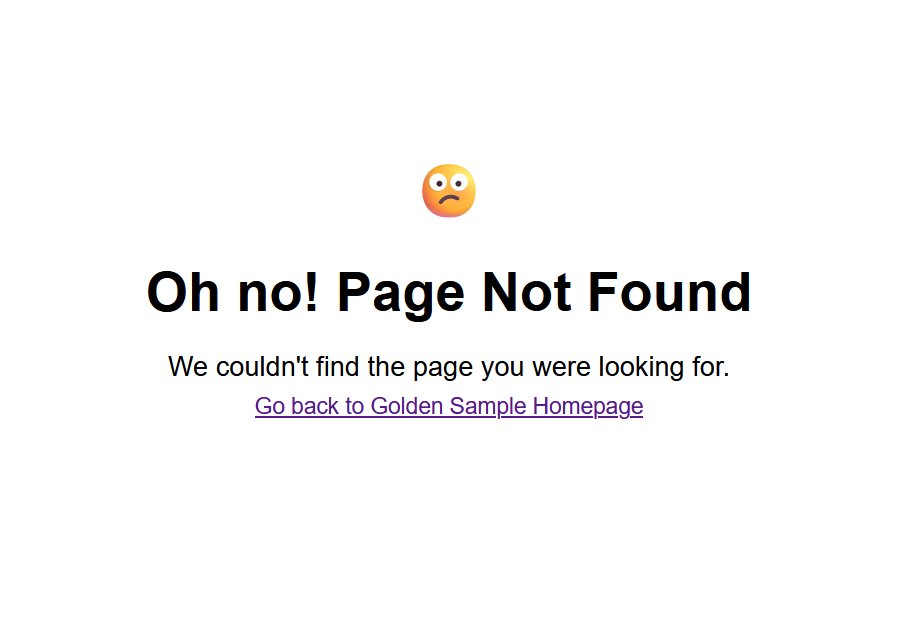 Oh no! Page Not Found
We couldn't find the page you were looking for.
Go back to Golden Sample Homepage